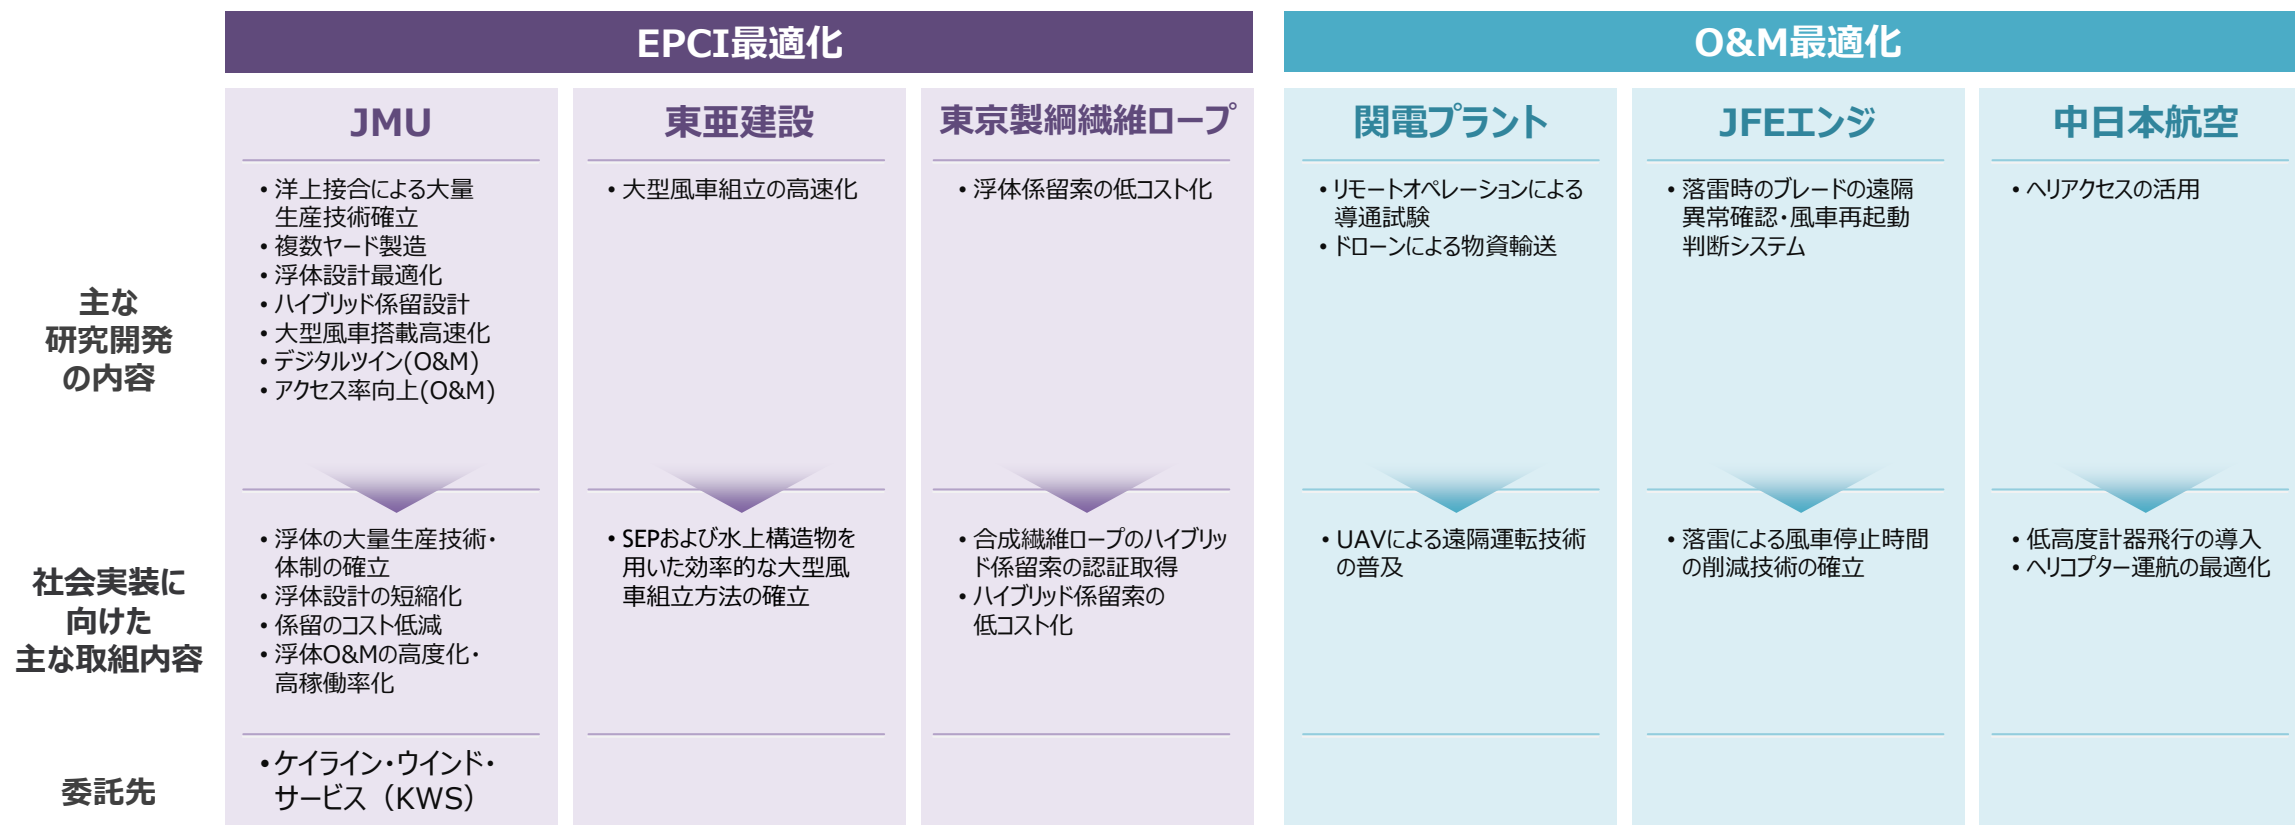 EPCI最適化
O&M最適化
JMU
東亜建設
東京製綱繊維ロープ
関電プラント
JFEエンジ
中日本航空
主な
研究開発
の内容
・洋上接合による大量
生産技術確立
・複数ヤード製造
・浮体設計最適化
・ハイブリッド係留設計
・大型風車搭載高速化
・デジタルツイン(O&M)
・アクセス率向上(O&M)
・大型風車組立の高速化
・浮体係留索の低コスト化
・リモートオペレーションによる
導通試験
・ドローンによる物資輸送
・落雷時のブレードの遠隔
異常確認・風車再起動
判断システム
・ヘリアクセスの活用
社会実装に
向けた
主な取組内容
・浮体の大量生産技術・
体制の確立
・浮体設計の短縮化
・係留のコスト低減
・浮体O&Mの高度化・
高稼働率化
・SEPおよび水上構造物を
用いた効率的な大型風
車組立方法の確立
・合成繊維ロープのハイブリッ
ド係留索の認証取得
・ハイブリッド係留索の
低コスト化
・UAVによる遠隔運転技術
の普及
・落雷による風車停止時間
の削減技術の確立
・低高度計器飛行の導入
・ヘリコプター運航の最適化
委託先
・ケイライン・ウインド・
サービス（KWS）